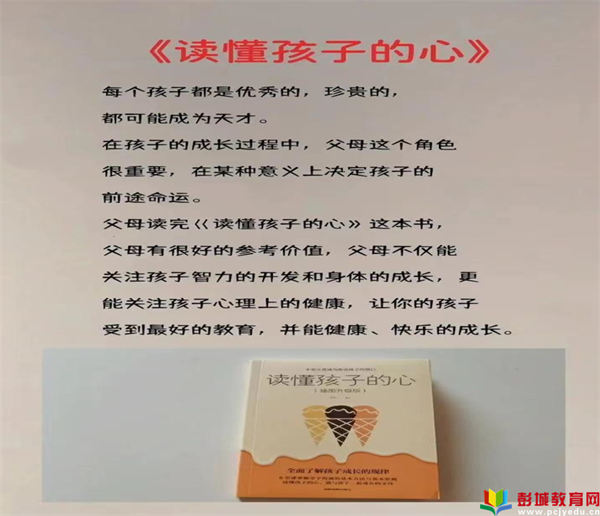 《读懂孩子的心》
每个孩子都是优秀的，珍贵的，
都可能成为天才。
在孩子的成长过程中，父母这个角色
很重要，在某种意义上决定孩子的
前途命运。
父母读完《读懂孩子的心》这本书，
父母有很好的参考价值，父母不仅能
关注孩子智力的开发和身体的成长，更
能关注孩子心理上的健康，让你的孩子
受到最好的教育，并能健康、快乐的成长。
读懂孩子的心
全面了解孩子成长的规律
彭城教育网
www.pcjyedu.cn